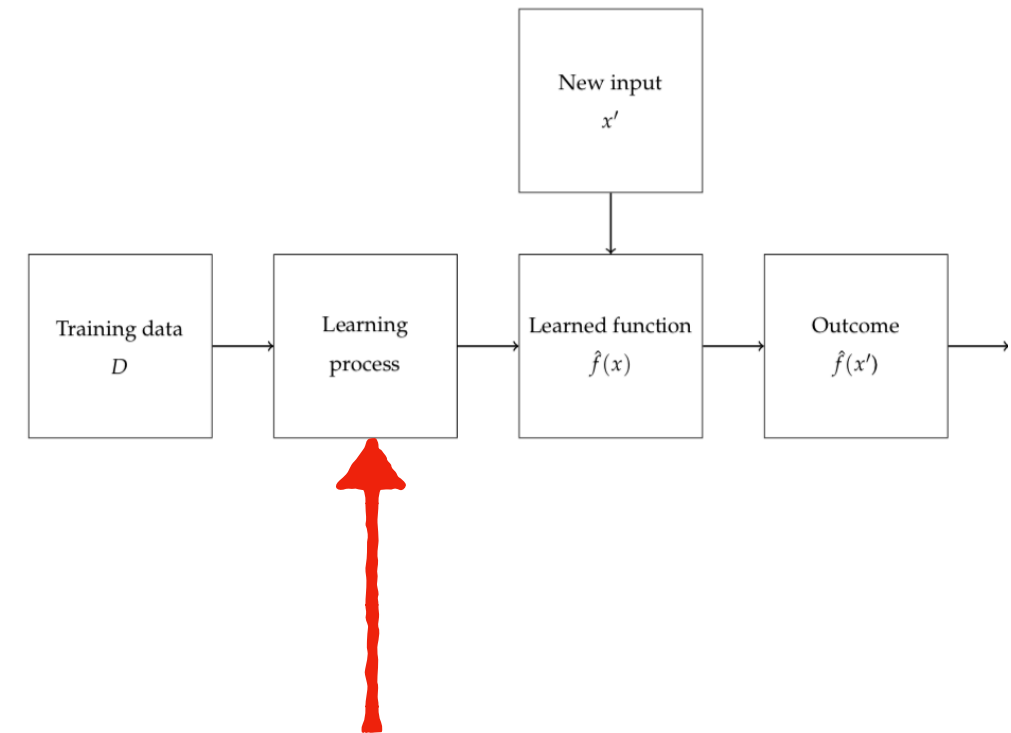 New input
x′
Training data
D
Learning
process
Learned function
f̂(x)
Outcome
f̂(x′)